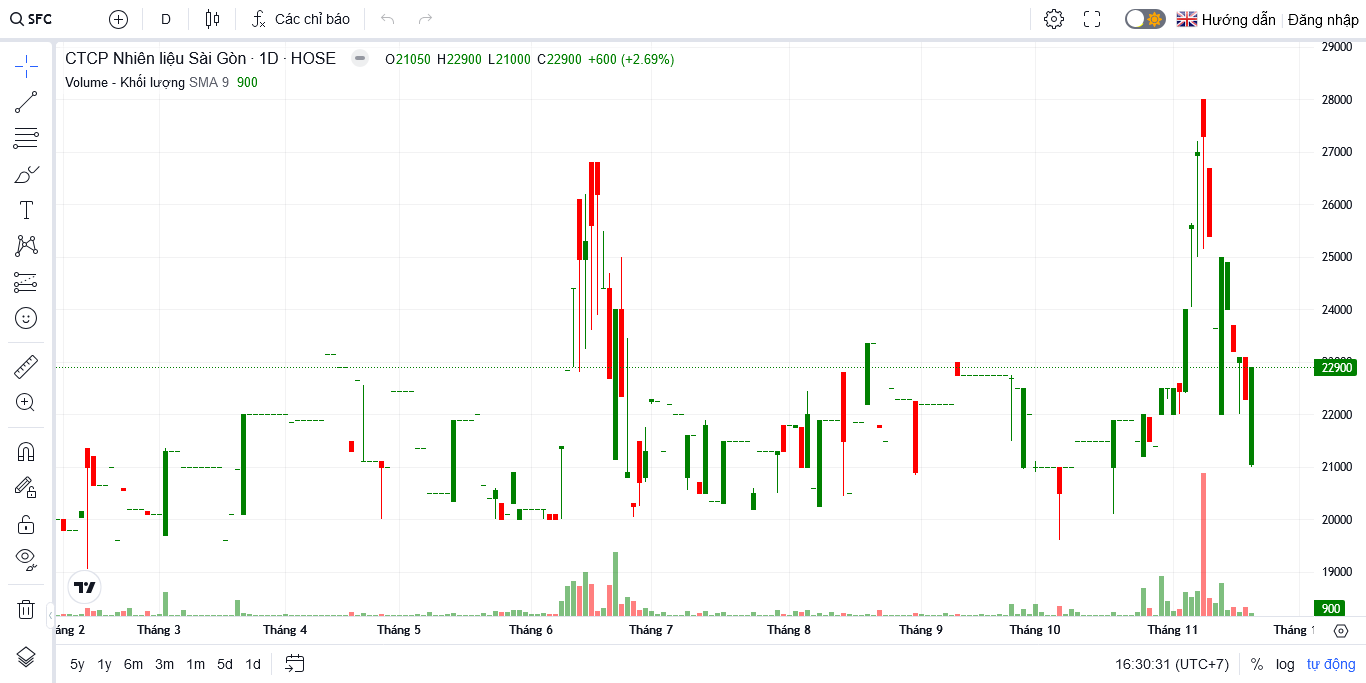 SFC D Các chỉ báo Hướng dẫn Đăng nhập
CTCP Nhiên liệu Sài Gòn · 1D · HOSE O21050 H22900 L21000 C22900 +600 (+2.69%)
Volume - Khối lượng SMA 9 900
29000
28000
27000
26000
25000
24000
22900
22000
21000
20000
19000
900
áng 2 Tháng 3 Tháng 4 Tháng 5 Tháng 6 Tháng 7 Tháng 8 Tháng 9 Tháng 10 Tháng 11 Tháng 1
5y 1y 6m 3m 1m 5d 1d 16:30:31 (UTC+7) % log tự động